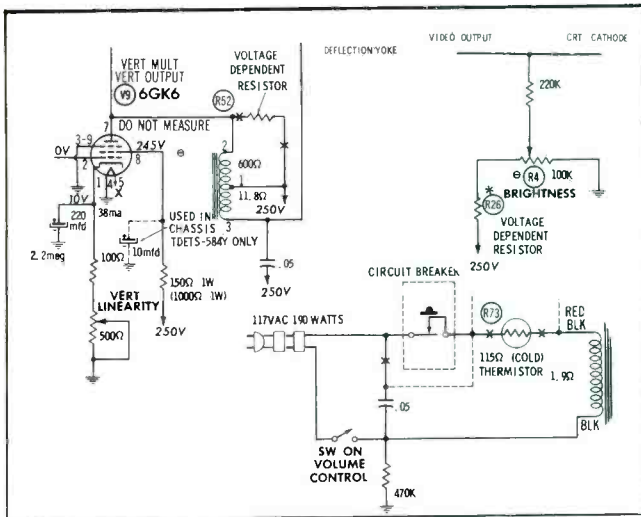 VERT MULT
VERT OUTPUT
V9 6GK6
7
DO NOT MEASURE
3-9
0V
2
8
245V
⊖
1 4 5
X
10V
38ma
220
mfd
2.2meg
100Ω
VERT
LINEARITY
500Ω
USED IN
CHASSIS
TDETS-584Y ONLY
10mfd
150Ω 1W
(1000Ω 1W)
250V
R52
VOLTAGE
DEPENDENT
RESISTOR
2
600Ω
1
11.8Ω
3
250V
.05
250V
DEFLECTION YOKE
VIDEO OUTPUT
CRT CATHODE
220K
⊖
R4
100K
BRIGHTNESS
*
R26
VOLTAGE
DEPENDENT
RESISTOR
250V
CIRCUIT BREAKER
117VAC 190 WATTS
R73
115Ω (COLD)
THERMISTOR
RED
BLK
1.9Ω
BLK
.05
SW ON
VOLUME
CONTROL
470K